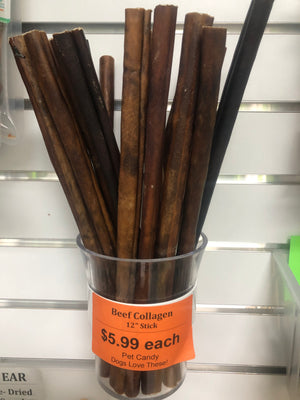 Beef Collagen
12" Stick
$5.99 each
Pet Candy
Dogs Love These!
EAR
- Dried